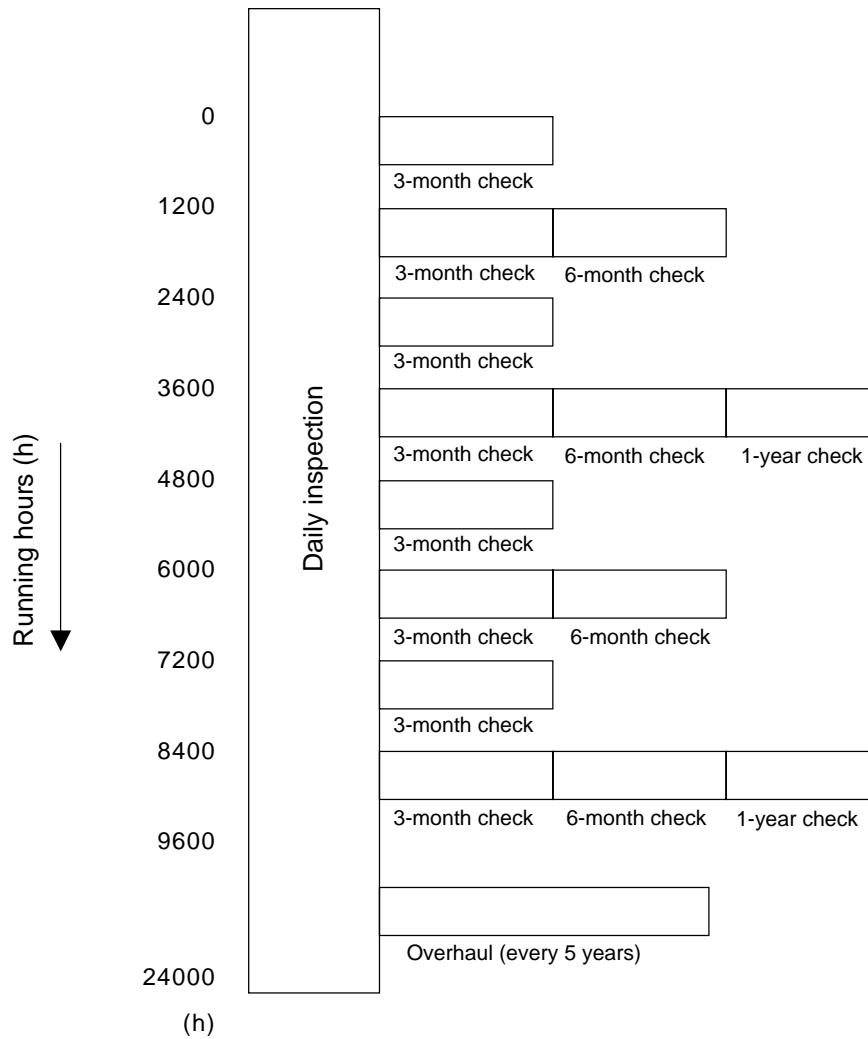 0
3-month check
1200
3-month check 6-month check
2400
3-month check
3600
3-month check 6-month check 1-year check
4800
3-month check
6000
3-month check 6-month check
7200
3-month check
8400
3-month check 6-month check 1-year check
9600
Overhaul (every 5 years)
24000
(h)
Running hours (h)
Daily inspection